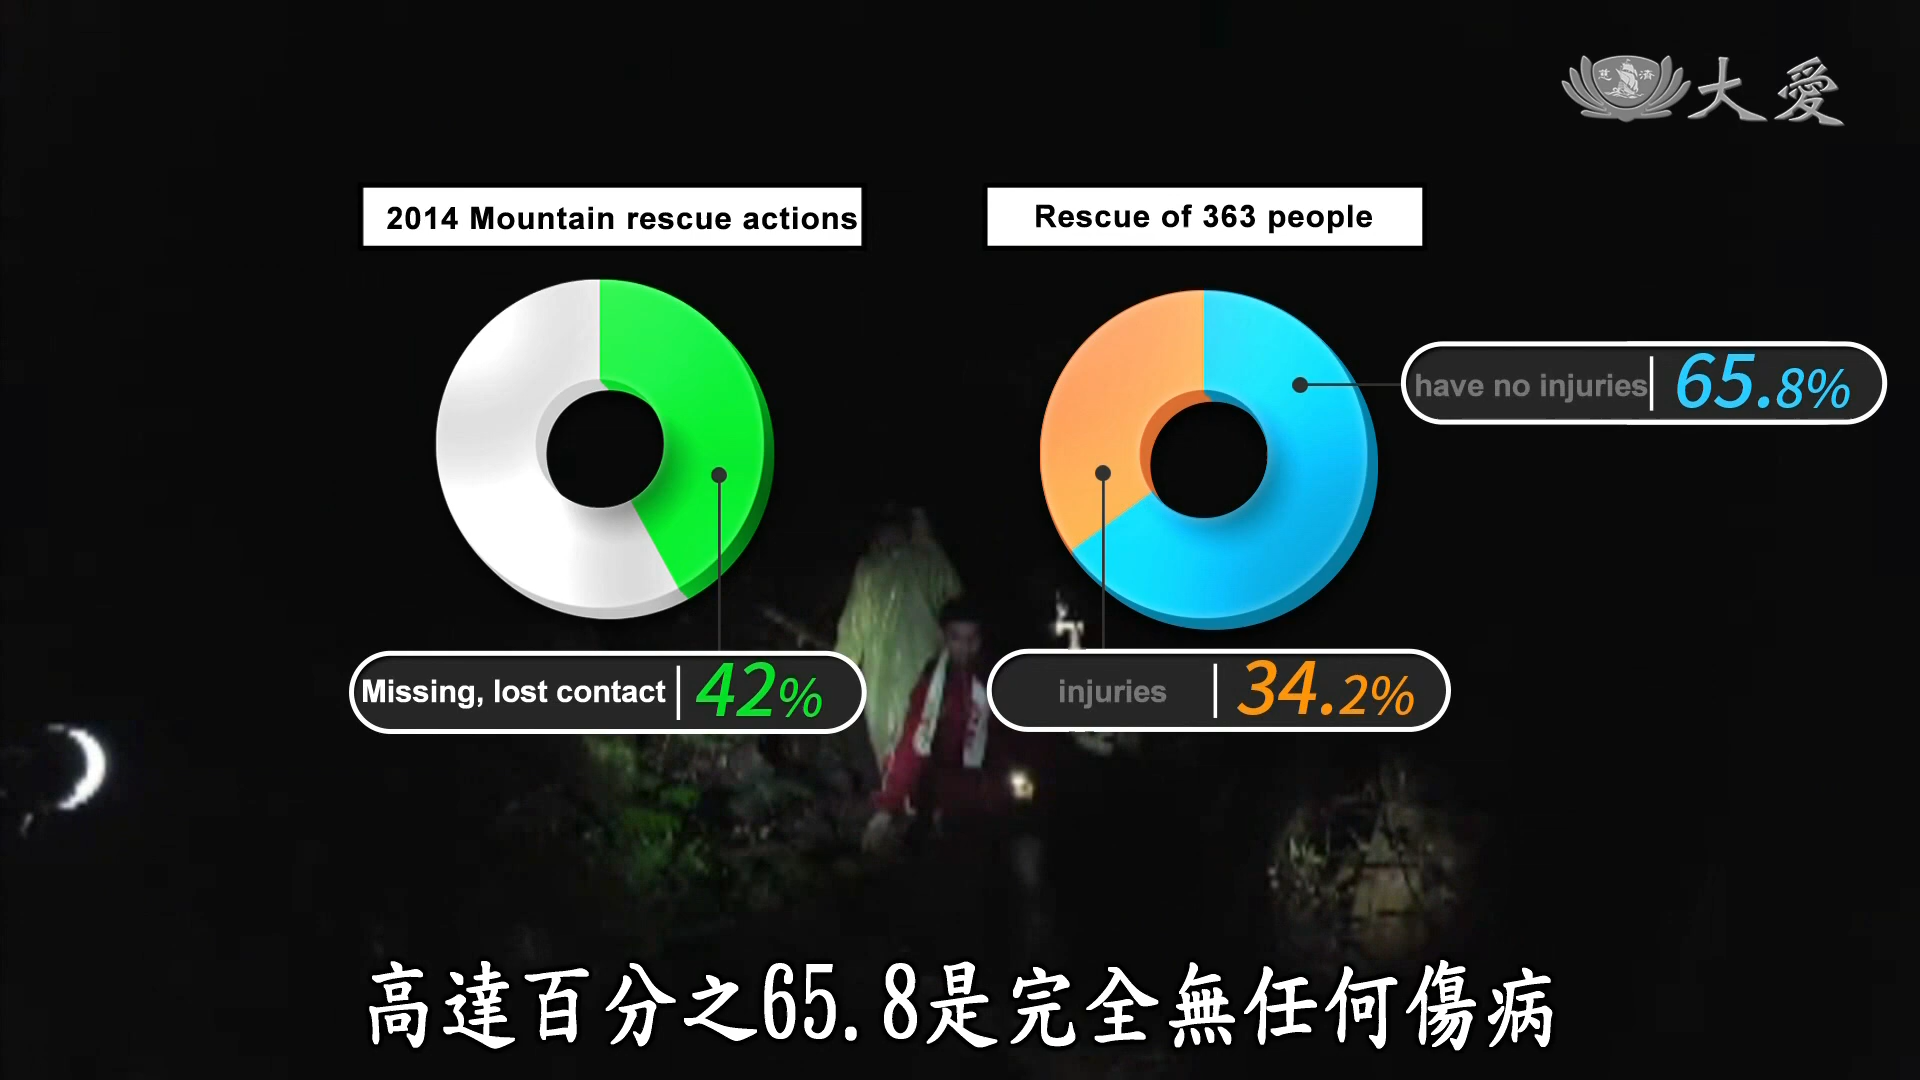 慈 濟
大愛
2014 Mountain rescue actions
Rescue of 363 people
have no injuries 65.8%
Missing, lost contact 42%
injuries 34.2%
高達百分之65.8是完全無任何傷病